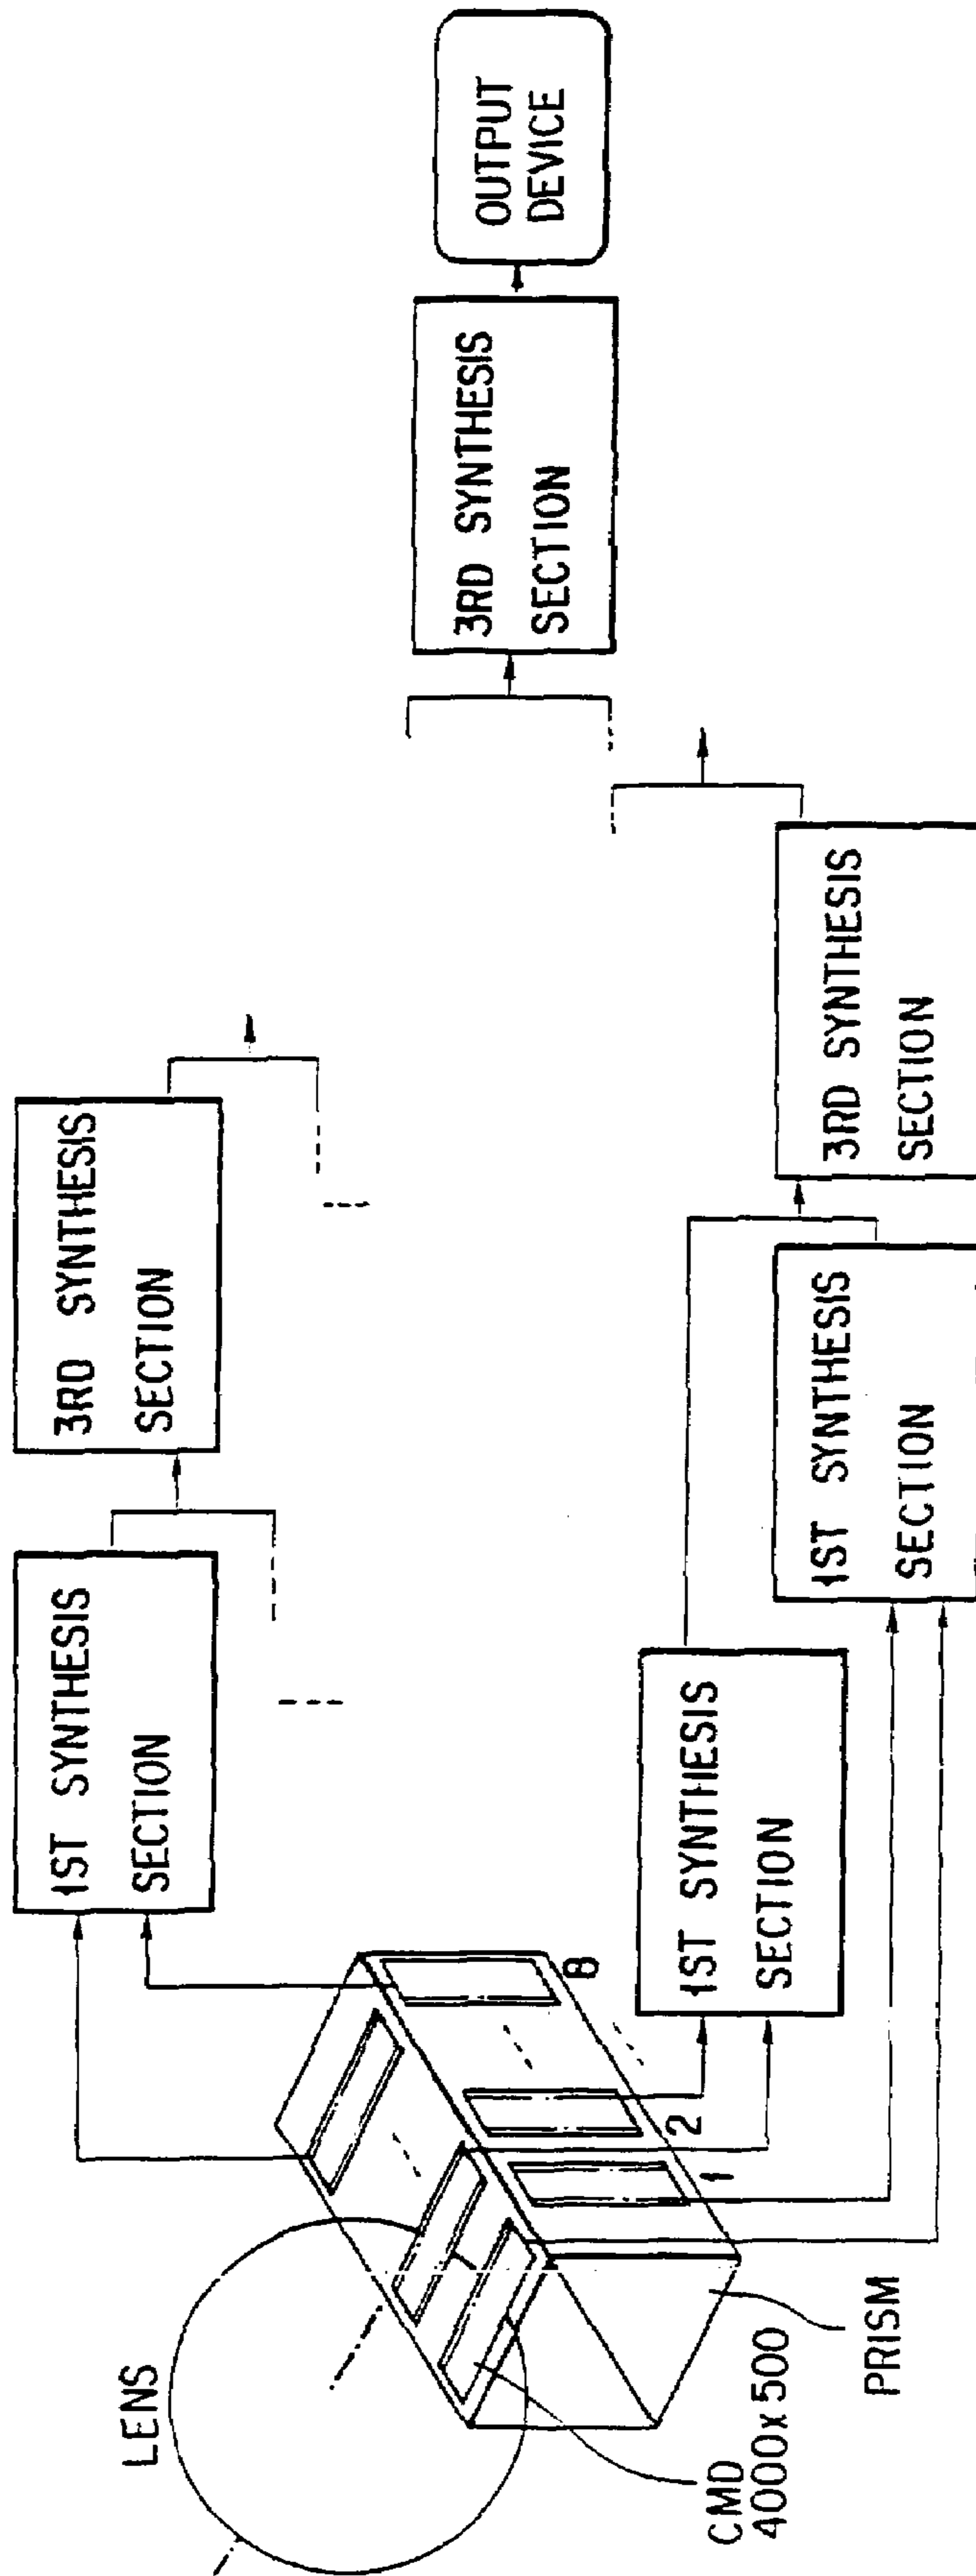 LENS
CMD
4000x500
PRISM
1
2
8
1ST SYNTHESIS
SECTION
3RD SYNTHESIS
SECTION
1ST SYNTHESIS
SECTION
1ST SYNTHESIS
SECTION
3RD SYNTHESIS
SECTION
3RD SYNTHESIS
SECTION
OUTPUT
DEVICE